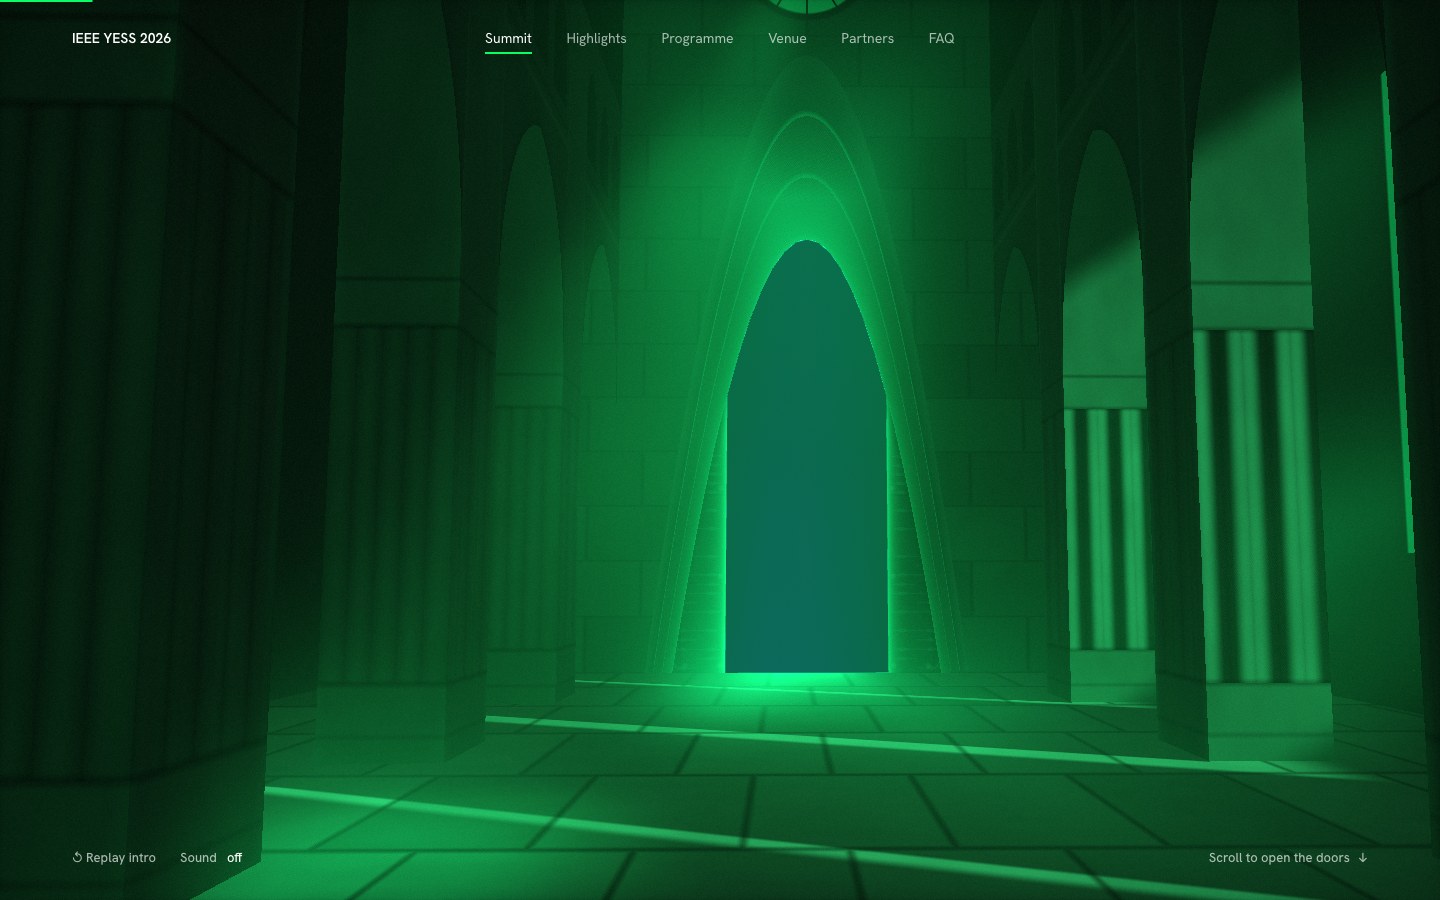 IEEE YESS 2026
Summit
Highlights
Programme
Venue
Partners
FAQ
Replay intro
Sound off
Scroll to open the doors ↓